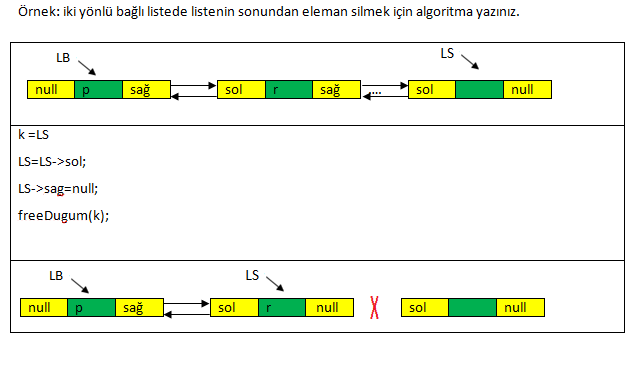 Örnek: iki yönlü bağlı listede listenin sonundan eleman silmek için algoritma yazınız.
LB LS
null p sağ sol r sağ ... sol null
k =LS
LS=LS->sol;
LS->sag=null;
freeDugum(k);
LB LS
null p sağ sol r null X sol null